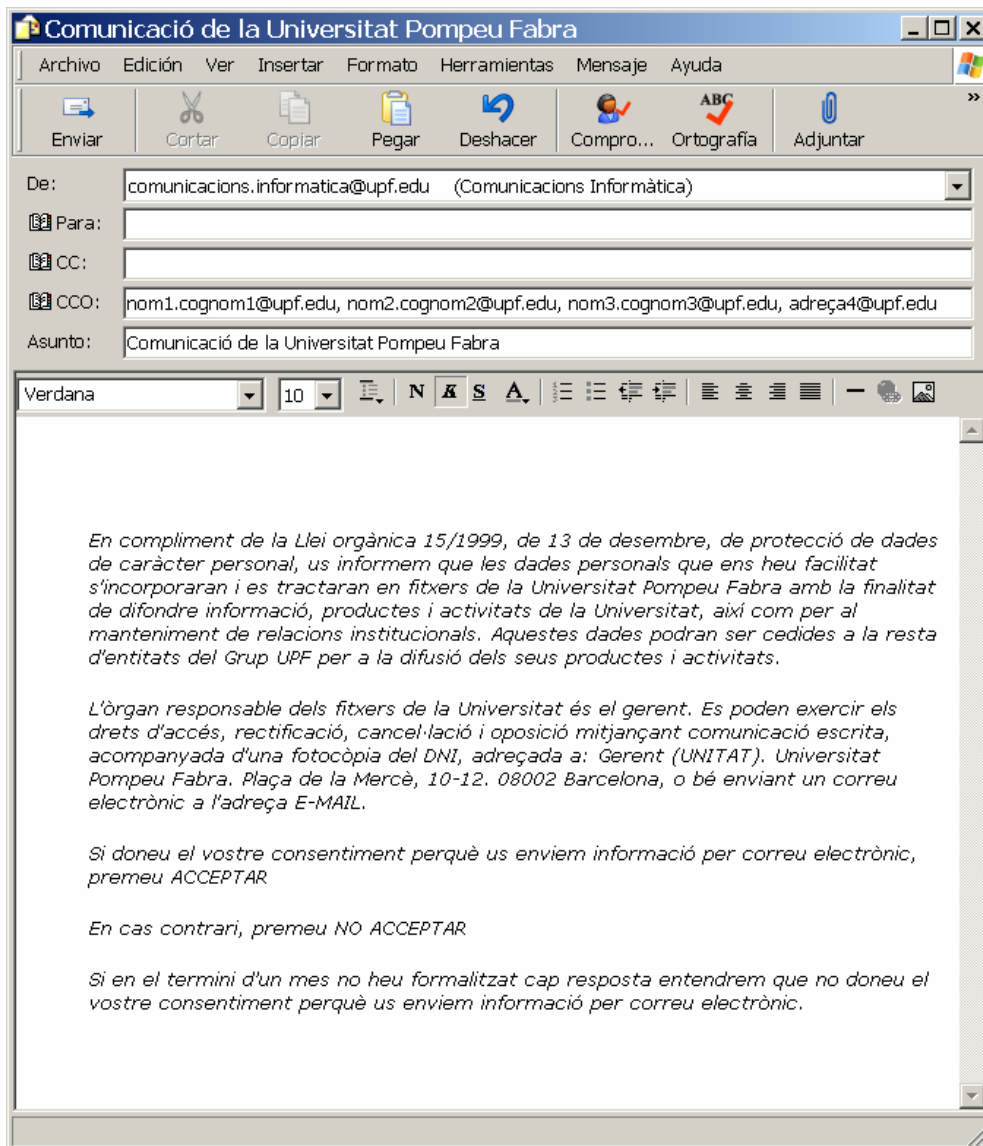 Comunicació de la Universitat Pompeu Fabra
Archivo Edición Ver Insertar Formato Herramientas Mensaje Ayuda
ABC
Enviar Cortar Copiar Pegar Deshacer Compro... Ortografía Adjuntar »
De: comunicacions.informatica@upf.edu (Comunicacions Informàtica)
Para:
CC:
CCO: nom1.cognom1@upf.edu, nom2.cognom2@upf.edu, nom3.cognom3@upf.edu, adreça4@upf.edu
Asunto: Comunicació de la Universitat Pompeu Fabra
Verdana 10 N K S A
En compliment de la Llei orgànica 15/1999, de 13 de desembre, de protecció de dades
de caràcter personal, us informem que les dades personals que ens heu facilitat
s'incorporaran i es tractaran en fitxers de la Universitat Pompeu Fabra amb la finalitat
de difondre informació, productes i activitats de la Universitat, així com per al
manteniment de relacions institucionals. Aquestes dades podran ser cedides a la resta
d'entitats del Grup UPF per a la difusió dels seus productes i activitats.
L'òrgan responsable dels fitxers de la Universitat és el gerent. Es poden exercir els
drets d'accés, rectificació, cancel·lació i oposició mitjançant comunicació escrita,
acompanyada d'una fotocòpia del DNI, adreçada a: Gerent (UNITAT). Universitat
Pompeu Fabra. Plaça de la Mercè, 10-12. 08002 Barcelona, o bé enviant un correu
electrònic a l'adreça E-MAIL.
Si doneu el vostre consentiment perquè us enviem informació per correu electrònic,
premeu ACCEPTAR
En cas contrari, premeu NO ACCEPTAR
Si en el termini d'un mes no heu formalitzat cap resposta entendrem que no doneu el
vostre consentiment perquè us enviem informació per correu electrònic.